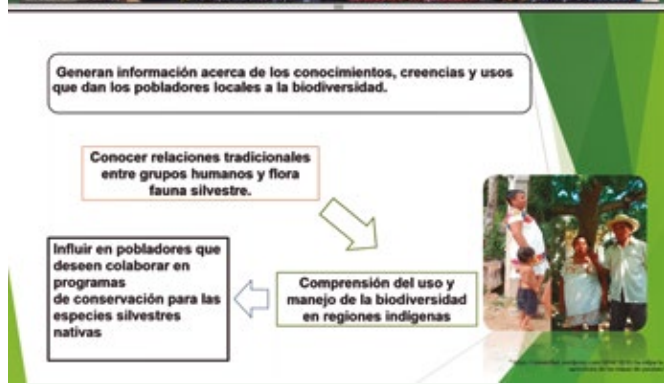 Generan información acerca de los conocimientos, creencias y usos
que dan los pobladores locales a la biodiversidad.
Conocer relaciones tradicionales
entre grupos humanos y flora
fauna silvestre.
Influir en pobladores que
deseen colaborar en
programas
de conservación para las
especies silvestres
nativas
Comprensión del uso y
manejo de la biodiversidad
en regiones indígenas